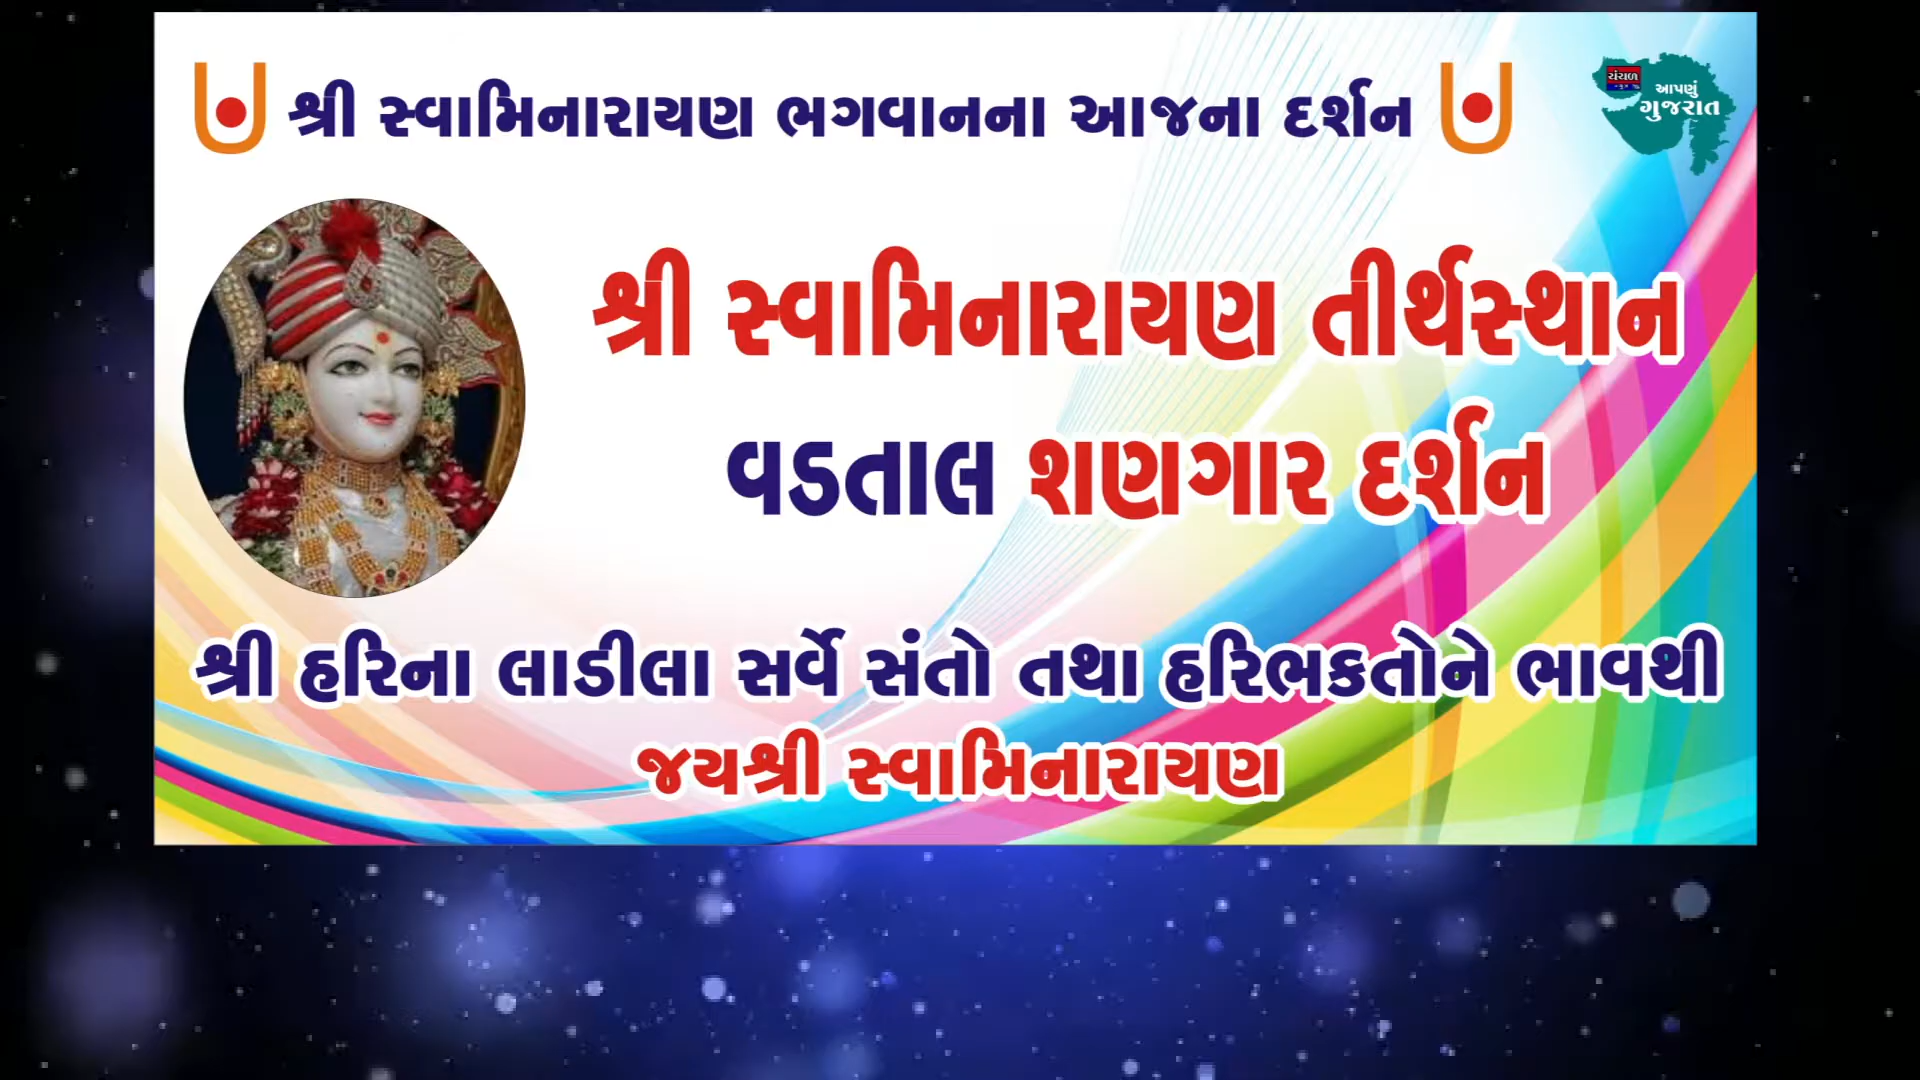 શ્રી સ્વામિનારાયણ ભગવાનના આજના દર્શન
ચંચળ
આપણું
ગુજરાત
શ્રી સ્વામિનારાયણ તીર્થસ્થાન
વડતાલ શણગાર દર્શન
શ્રી હરિના લાડીલા સર્વે સંતો તથા હરિભકતોને ભાવથી
જયશ્રી સ્વામિનારાયણ